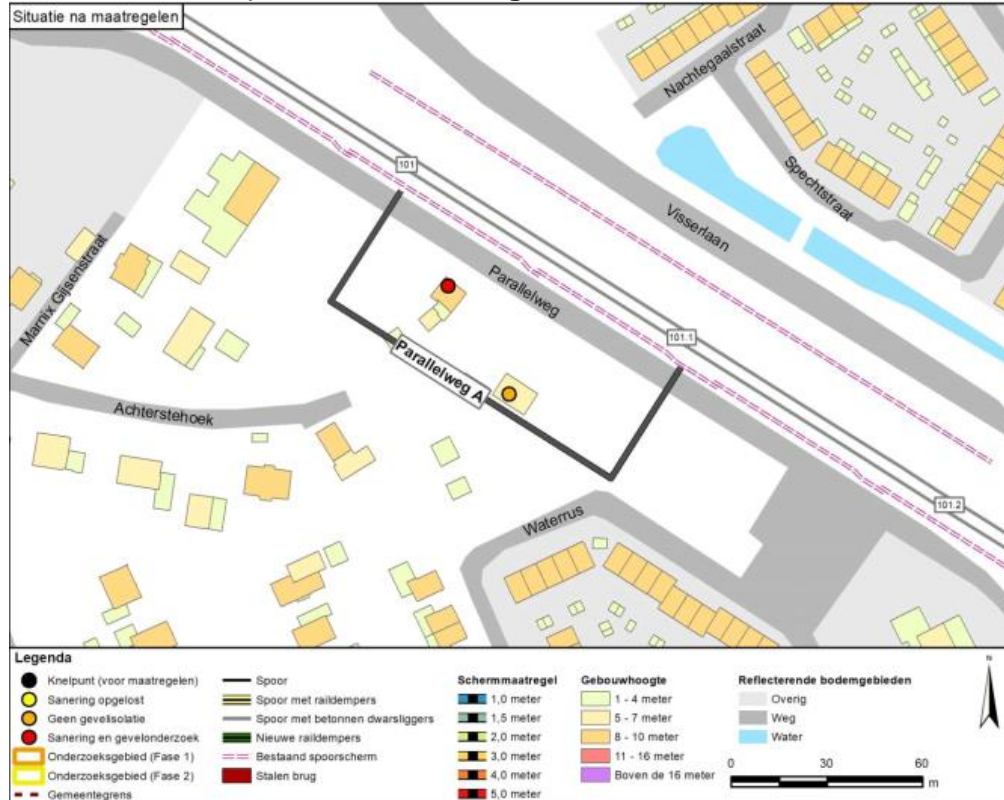 Situatie na maatregelen
Nachtegaalstraat
Spechtstraat
101
Visserlaan
Parallelweg
Marnix Gijsenstraat
101.1
Parallelweg A
Achterstehoek
101.2
Waterrus
Legenda
Knelpunt (voor maatregelen)
Sanering opgelost
Geen gevelisolatie
Sanering en gevelonderzoek
Onderzoeksgebied (Fase 1)
Onderzoeksgebied (Fase 2)
Gemeentegrens
Spoor
Spoor met raildempers
Spoor met betonnen dwarsliggers
Nieuwe raildempers
Bestaand spoorscherm
Stalen brug
Schermmaatregel
1,0 meter
1,5 meter
2,0 meter
3,0 meter
4,0 meter
5,0 meter
Gebouwhoogte
1 - 4 meter
5 - 7 meter
8 - 10 meter
11 - 16 meter
Boven de 16 meter
Reflecterende bodemgebieden
Overig
Weg
Water
N
0 30 60
m